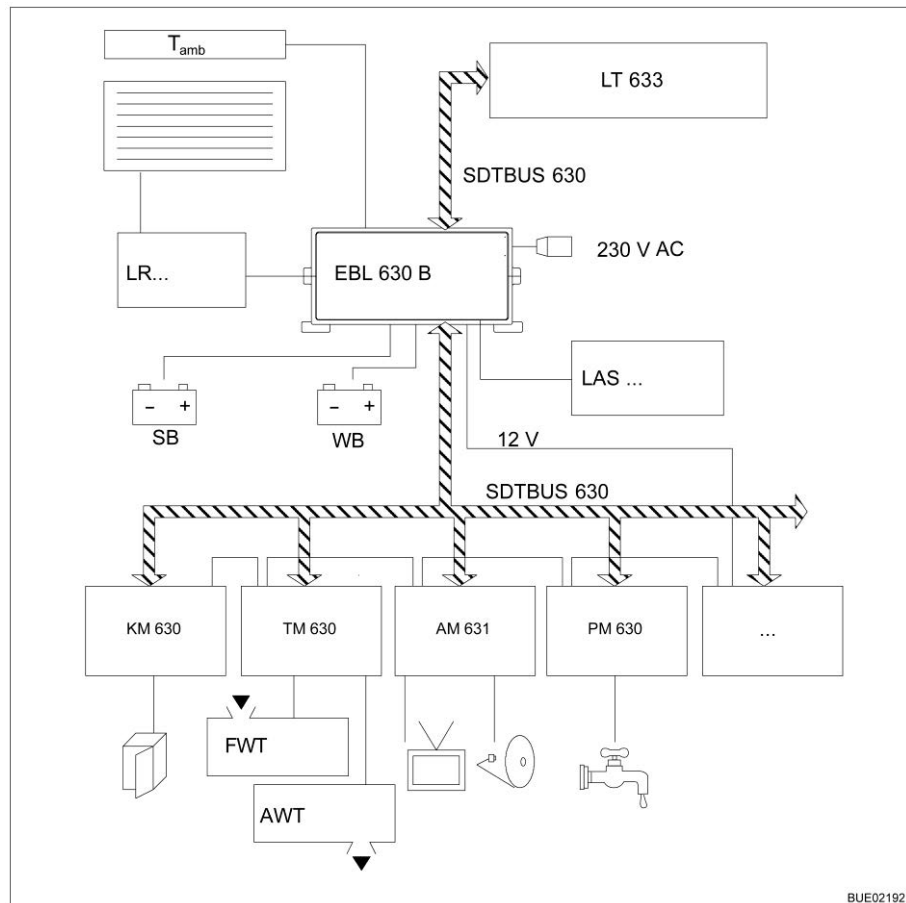 Tamb
LT 633
SDTBUS 630
LR...
EBL 630 B
230 V AC
LAS ...
− +
SB
− +
WB
12 V
SDTBUS 630
KM 630
TM 630
AM 631
PM 630
...
FWT
AWT
BUE02192